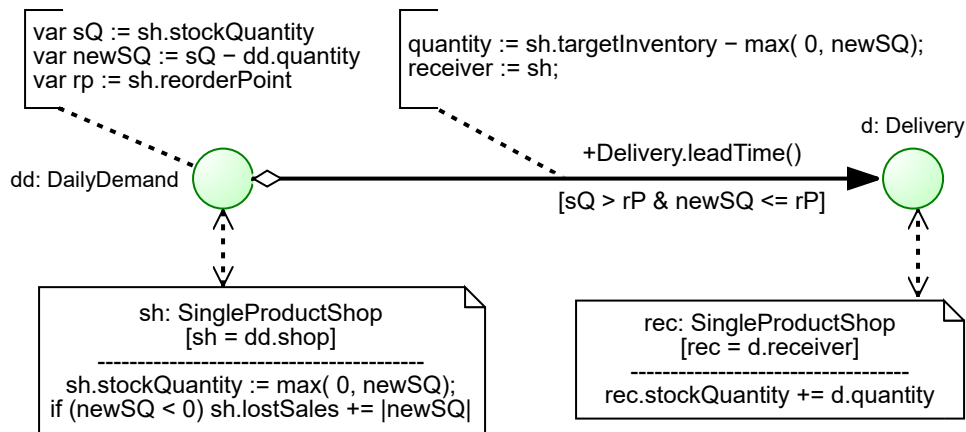 var sQ := sh.stockQuantity
var newSQ := sQ − dd.quantity
var rp := sh.reorderPoint
quantity := sh.targetInventory − max( 0, newSQ);
receiver := sh;
d: Delivery
+Delivery.leadTime()
dd: DailyDemand
[sQ > rP & newSQ <= rP]
sh: SingleProductShop
[sh = dd.shop]
-----------------------------------------
sh.stockQuantity := max( 0, newSQ);
if (newSQ < 0) sh.lostSales += |newSQ|
rec: SingleProductShop
[rec = d.receiver]
-----------------------------------
rec.stockQuantity += d.quantity